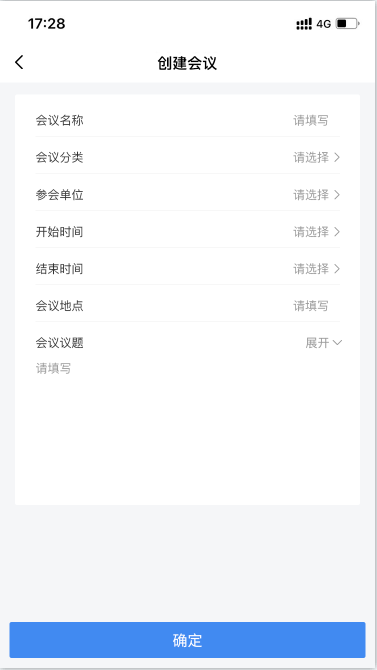 17:28 4G
创建会议
会议名称 请填写
会议分类 请选择
参会单位 请选择
开始时间 请选择
结束时间 请选择
会议地点 请填写
会议议题 展开
请填写
确定